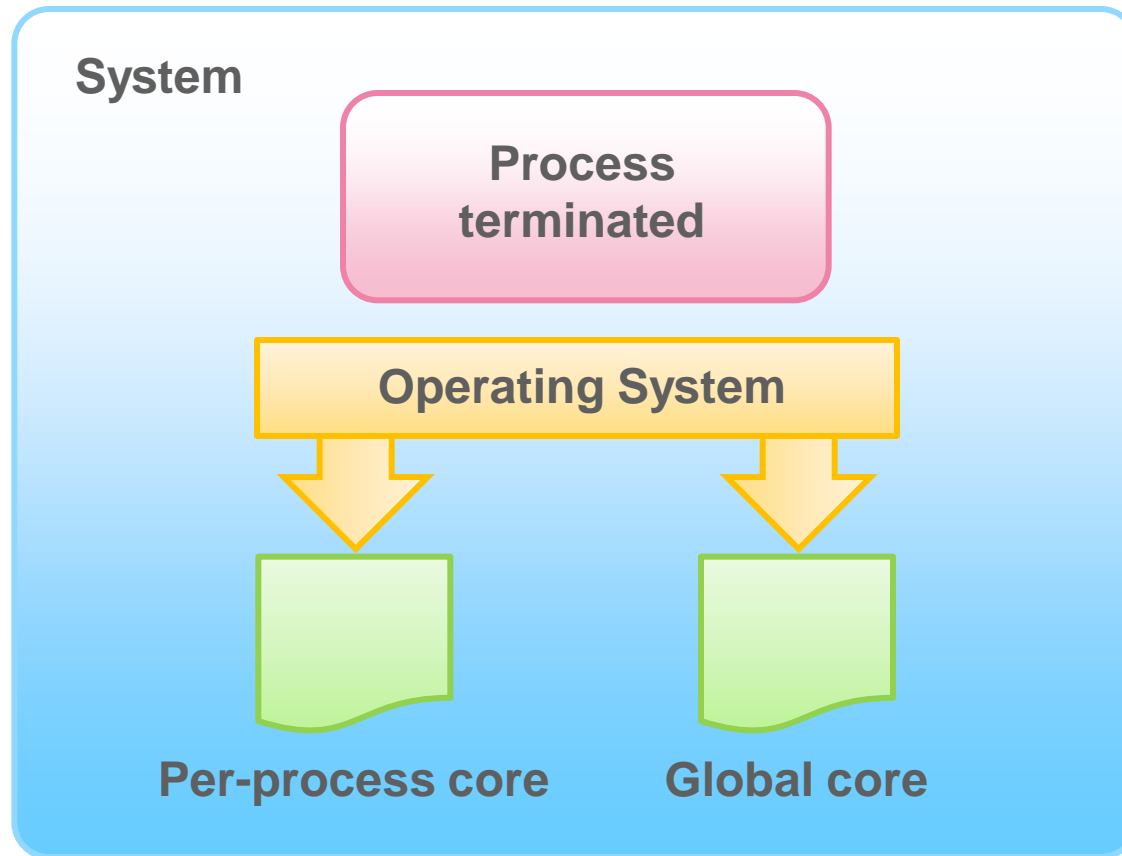 System
Process
terminated
Operating System
Per-process core
Global core